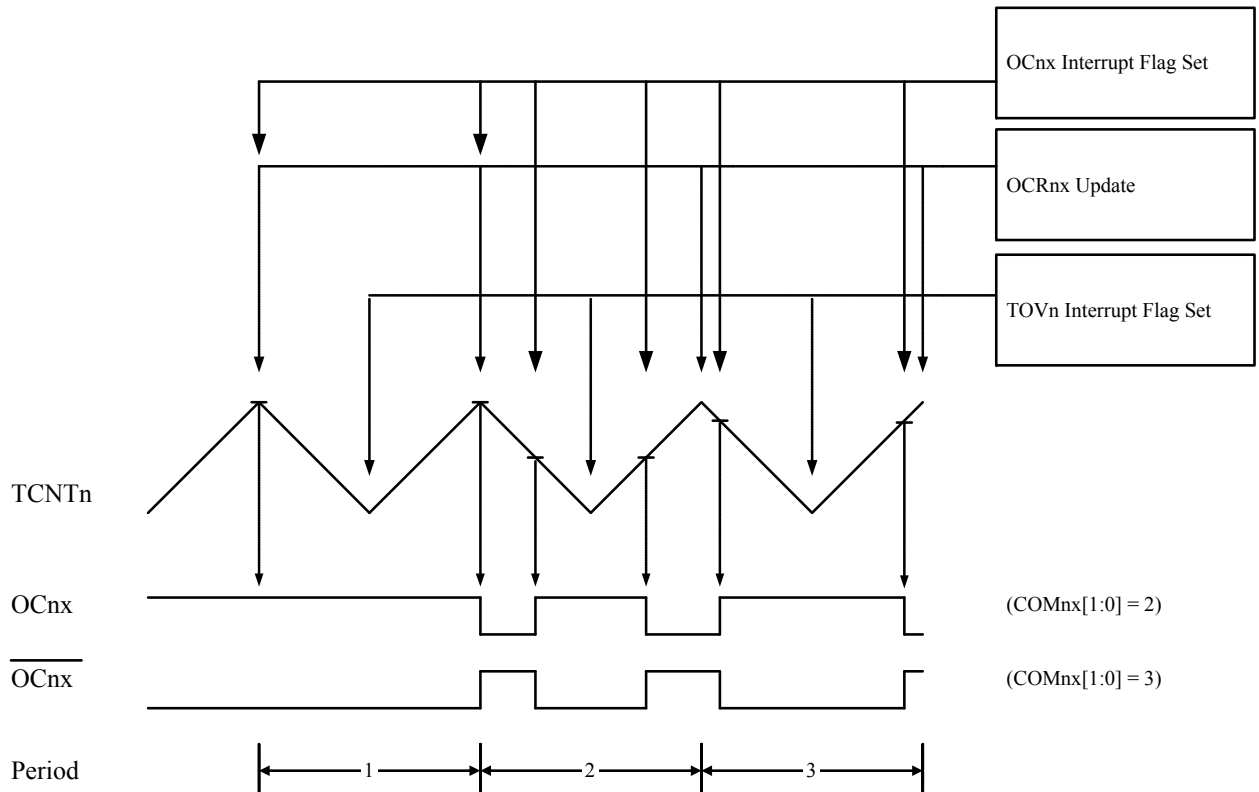 OCnx Interrupt Flag Set
OCRnx Update
TOVn Interrupt Flag Set
TCNTn
OCnx
(COMnx[1:0] = 2)
OCnx
(COMnx[1:0] = 3)
Period
1
2
3